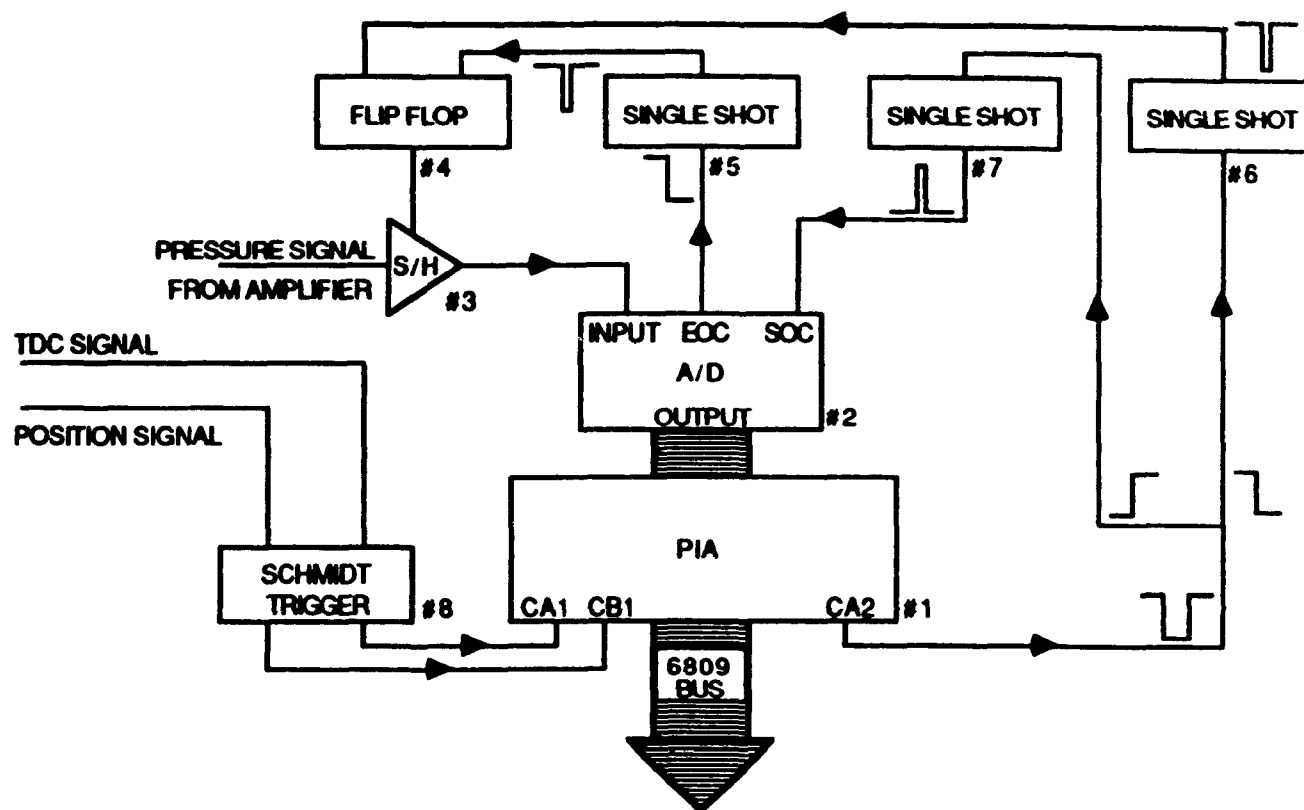 FLIP FLOP
#4
SINGLE SHOT
#5
SINGLE SHOT
#7
SINGLE SHOT
#6
PRESSURE SIGNAL
FROM AMPLIFIER
S/H
#3
INPUT EOC SOC
A/D
OUTPUT
#2
TDC SIGNAL
POSITION SIGNAL
SCHMIDT
TRIGGER
#8
PIA
CA1 CB1 CA2
#1
6809
BUS